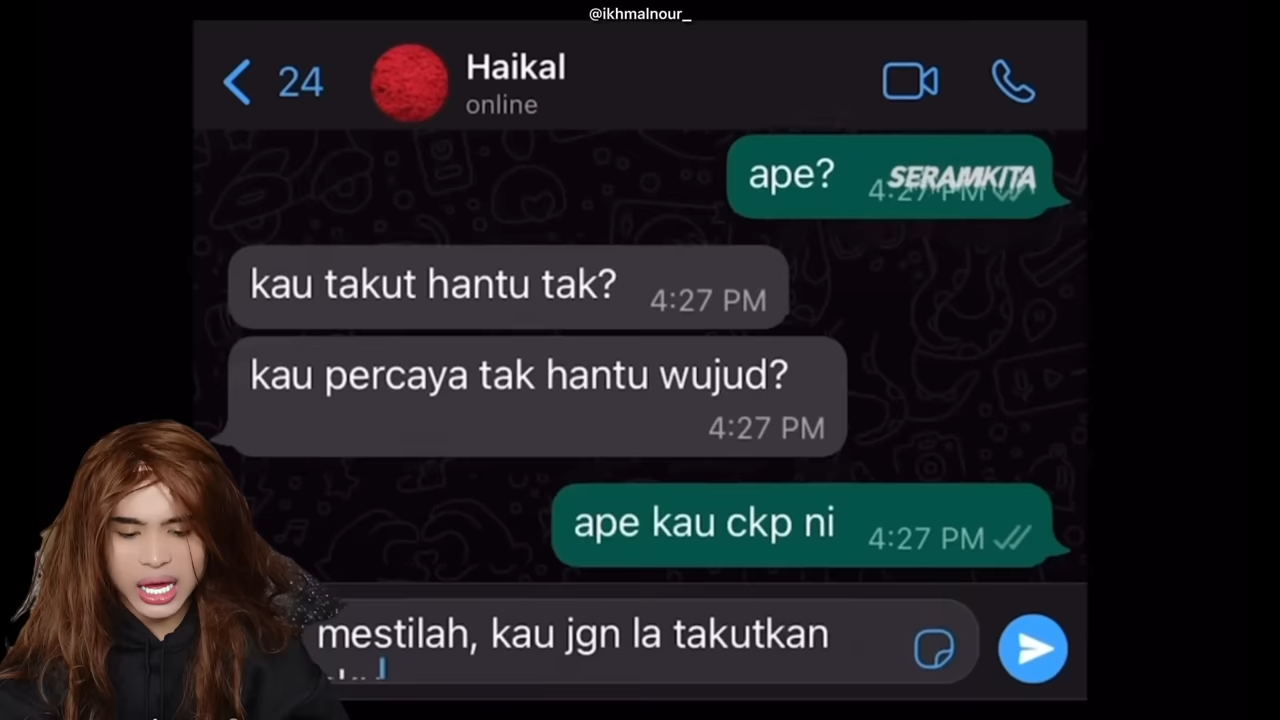 @ikhmalnour_
24
Haikal
online
ape?
4:27 PM
SERAMKITA
kau takut hantu tak?
4:27 PM
kau percaya tak hantu wujud?
4:27 PM
ape kau ckp ni
4:27 PM
mestilah, kau jgn la takutkan